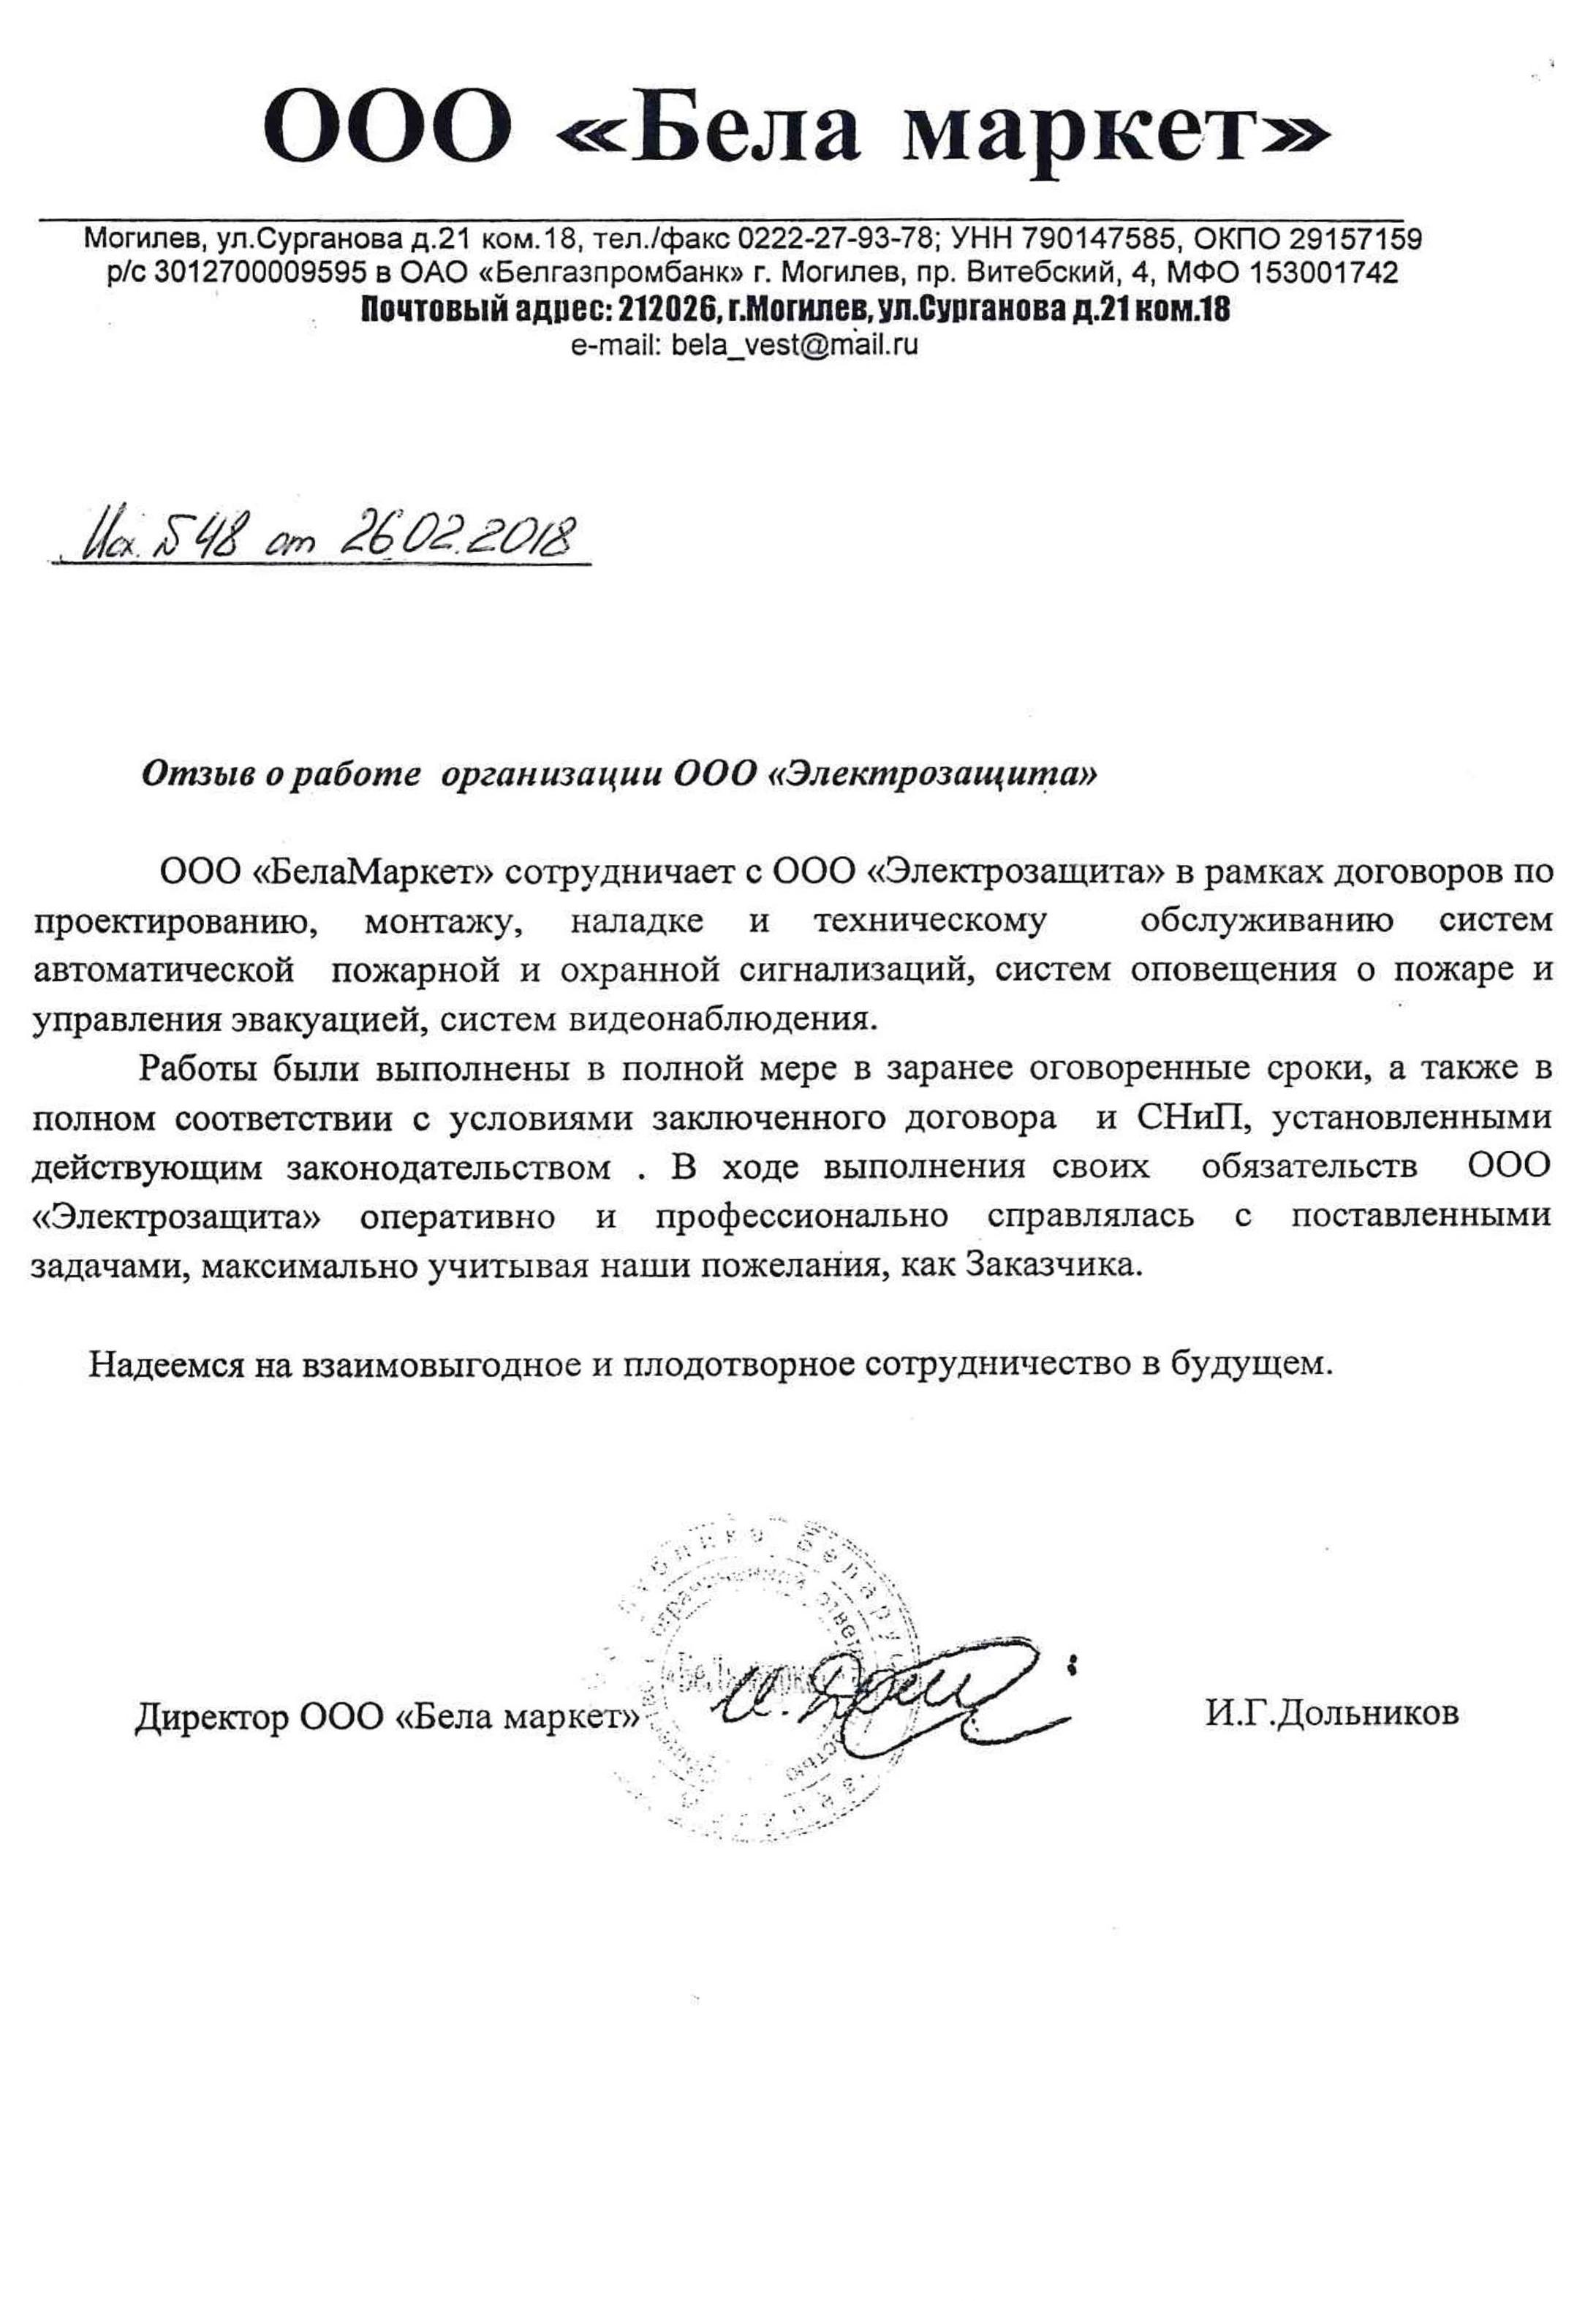 ООО «Бела маркет»
Могилев, ул.Сурганова д.21 ком.18, тел./факс 0222-27-93-78; УНН 790147585, ОКПО 29157159
р/с 3012700009595 в ОАО «Белгазпромбанк» г. Могилев, пр. Витебский, 4, МФО 153001742
Почтовый адрес: 212026, г.Могилев, ул.Сурганова д.21 ком.18
e-mail: bela_vest@mail.ru
Исх. №48 от 26.02.2018
Отзыв о работе организации ООО «Электрозащита»
ООО «БелаМаркет» сотрудничает с ООО «Электрозащита» в рамках договоров по
проектированию, монтажу, наладке и техническому обслуживанию систем
автоматической пожарной и охранной сигнализаций, систем оповещения о пожаре и
управления эвакуацией, систем видеонаблюдения.
Работы были выполнены в полной мере в заранее оговоренные сроки, а также в
полном соответствии с условиями заключенного договора и СНиП, установленными
действующим законодательством . В ходе выполнения своих обязательств ООО
«Электрозащита» оперативно и профессионально справлялась с поставленными
задачами, максимально учитывая наши пожелания, как Заказчика.
Надеемся на взаимовыгодное и плодотворное сотрудничество в будущем.
Директор ООО «Бела маркет»
И.Г.Дольников